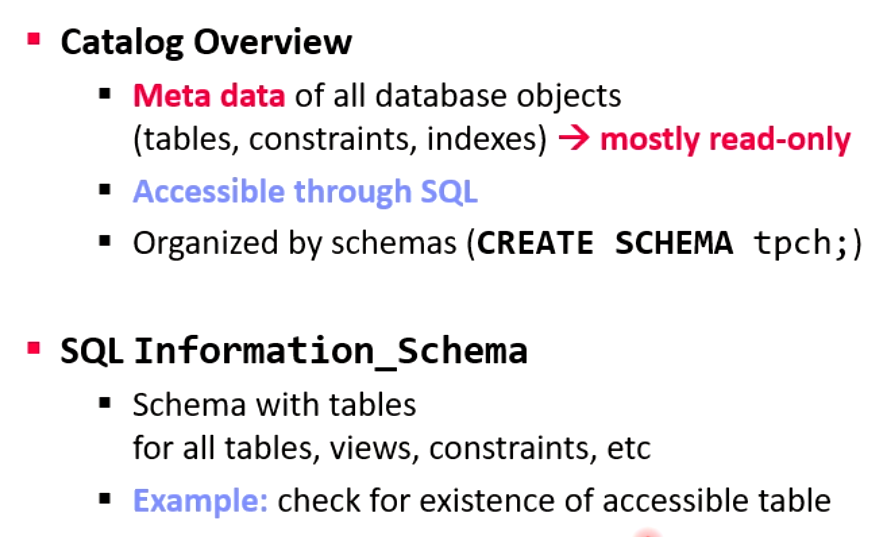 Catalog Overview
Meta data of all database objects
(tables, constraints, indexes) → mostly read-only
Accessible through SQL
Organized by schemas (CREATE SCHEMA tpch;)
SQL Information_Schema
Schema with tables
for all tables, views, constraints, etc
Example: check for existence of accessible table